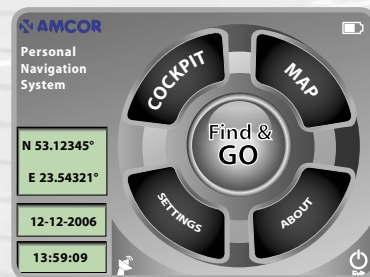 AMCOR
Personal
Navigation
System
COCKPIT
MAP
Find &
GO
SETTINGS
ABOUT
N 53.12345°
E 23.54321°
12-12-2006
13:59:09